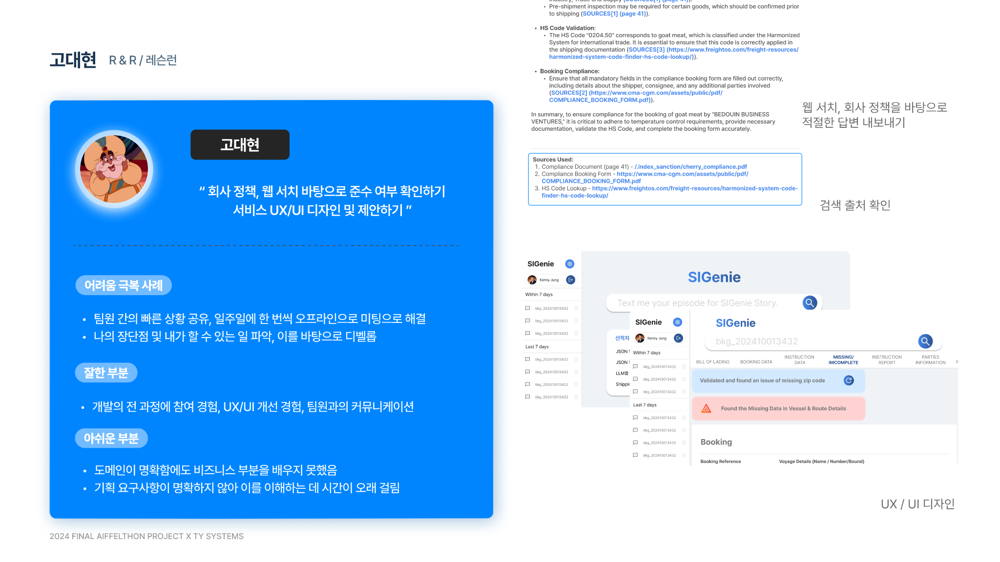 고대현 R & R / 레슨런
고대현
“ 회사 정책, 웹 서치 바탕으로 준수 여부 확인하기
서비스 UX/UI 디자인 및 제안하기 ”
어려움 극복 사례
• 팀원 간의 빠른 상황 공유, 일주일에 한 번씩 오프라인으로 미팅으로 해결
• 나의 장단점 및 내가 할 수 있는 일 파악, 이를 바탕으로 디벨롭
잘한 부분
• 개발의 전 과정에 참여 경험, UX/UI 개선 경험, 팀원과의 커뮤니케이션
아쉬운 부분
• 도메인이 명확함에도 비즈니스 부분을 배우지 못했음
• 기획 요구사항이 명확하지 않아 이를 이해하는 데 시간이 오래 걸림
2024 FINAL AIFFELTHON PROJECT X TY SYSTEMS
Industry, Trade and Supply (SOURCES[1] (page 41)).
• Pre-shipment inspection may be required for certain goods, which should be confirmed prior
to shipping (SOURCES[1] (page 41)).
• HS Code Validation:
• The HS Code "0204.50" corresponds to goat meat, which is classified under the Harmonized
System for international trade. It is essential to ensure that this code is correctly applied in
the shipping documentation (SOURCES[3] (https://www.freightos.com/freight-resources/
harmonized-system-code-finder-hs-code-lookup/)).
• Booking Compliance:
• Ensure that all mandatory fields in the compliance booking form are filled out correctly,
including details about the shipper, consignee, and any additional parties involved
(SOURCES[2] (https://www.cma-cgm.com/assets/public/pdf/
COMPLIANCE_BOOKING_FORM.pdf)).
In summary, to ensure compliance for the booking of goat meat by "BEDOUIN BUSINESS
VENTURES," it is critical to adhere to temperature control requirements, provide necessary
documentation, validate the HS Code, and complete the booking form accurately.
웹 서치, 회사 정책을 바탕으로
적절한 답변 내보내기
Sources Used:
1. Compliance Document (page 41) - /.index_sanction/cherry_compliance.pdf
2. Compliance Booking Form - https://www.cma-cgm.com/assets/public/pdf/
COMPLIANCE_BOOKING_FORM.pdf
3. HS Code Lookup - https://www.freightos.com/freight-resources/harmonized-system-code-
finder-hs-code-lookup/
검색 출처 확인
SIGenie
Kenny Jung
Within 7 days
bkg_202410013432
bkg_202410013432
bkg_202410013432
Last 7 days
bkg_202410013432
bkg_202410013432
bkg_202410013432
bkg_202410013432
SIGenie
Text me your episode for SIGenie Story.
선적지
JSON
JSON
LLM을
Shippin
SIGenie
Kenny Jung
Within 7 days
bkg_202410013432
bkg_202410013432
bkg_202410013432
Last 7 days
bkg_202410013432
bkg_202410013432
bkg_202410013432
bkg_202410013432
SIGenie
bkg_202410013432
BILL OF LADING
BOOKING DATA
INSTRUCTION
DATA
MISSING/
IMCOMPLETE
INSTRUCTION
REPORT
PARTIES
INFORMATION
Validated and found an issue of missing zip code
Found the Missing Data in Vessel & Route Details
Booking
Booking Reference Voyage Details (Name / Number/Bound)
UX / UI 디자인